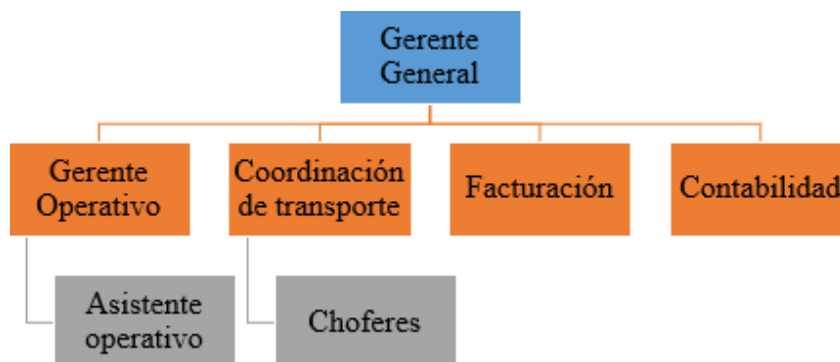 Gerente
General
Gerente
Operativo
Coordinación
de transporte
Facturación
Contabilidad
Asistente
operativo
Choferes